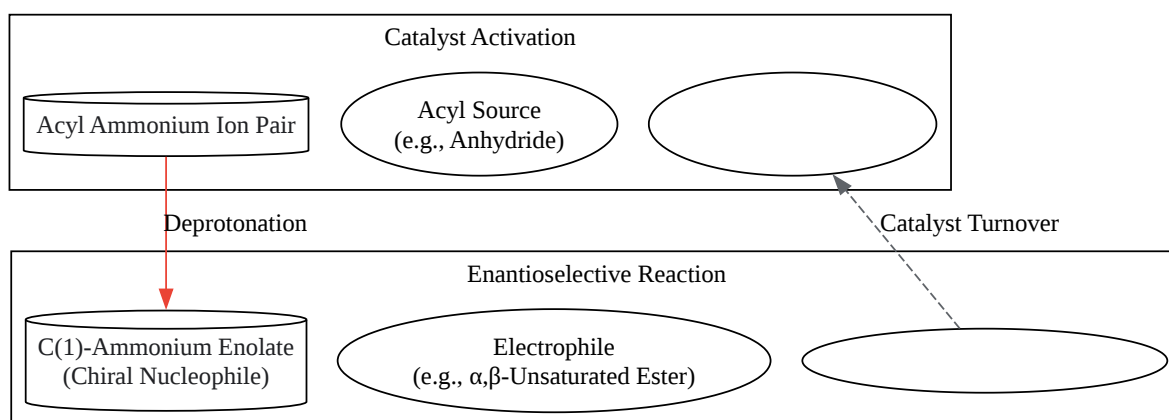 Catalyst Activation
Acyl Ammonium Ion Pair
Acyl Source
(e.g., Anhydride)
Deprotonation
Catalyst Turnover
Enantioselective Reaction
C(1)-Ammonium Enolate
(Chiral Nucleophile)
Electrophile
(e.g., α,β-Unsaturated Ester)